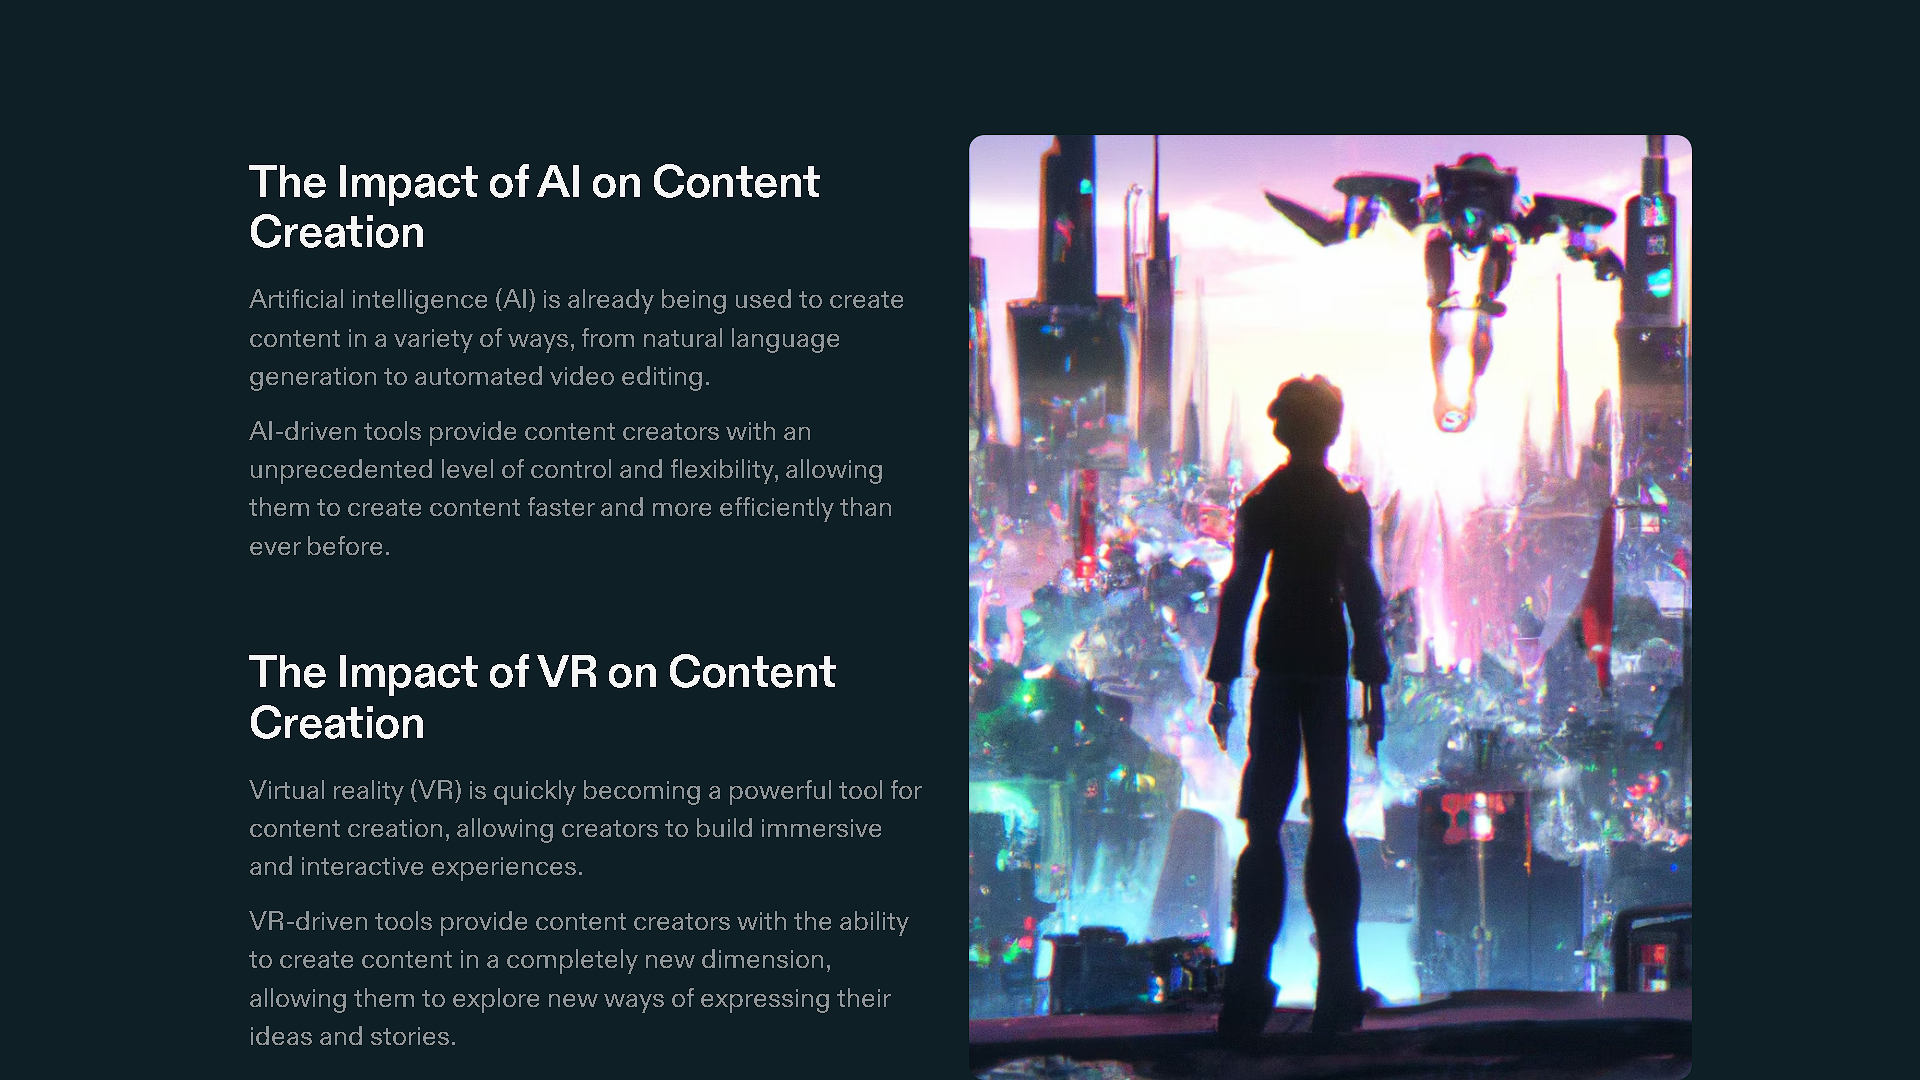 The Impact of AI on Content
Creation
Artificial intelligence (AI) is already being used to create
content in a variety of ways, from natural language
generation to automated video editing.
AI-driven tools provide content creators with an
unprecedented level of control and flexibility, allowing
them to create content faster and more efficiently than
ever before.
The Impact of VR on Content
Creation
Virtual reality (VR) is quickly becoming a powerful tool for
content creation, allowing creators to build immersive
and interactive experiences.
VR-driven tools provide content creators with the ability
to create content in a completely new dimension,
allowing them to explore new ways of expressing their
ideas and stories.